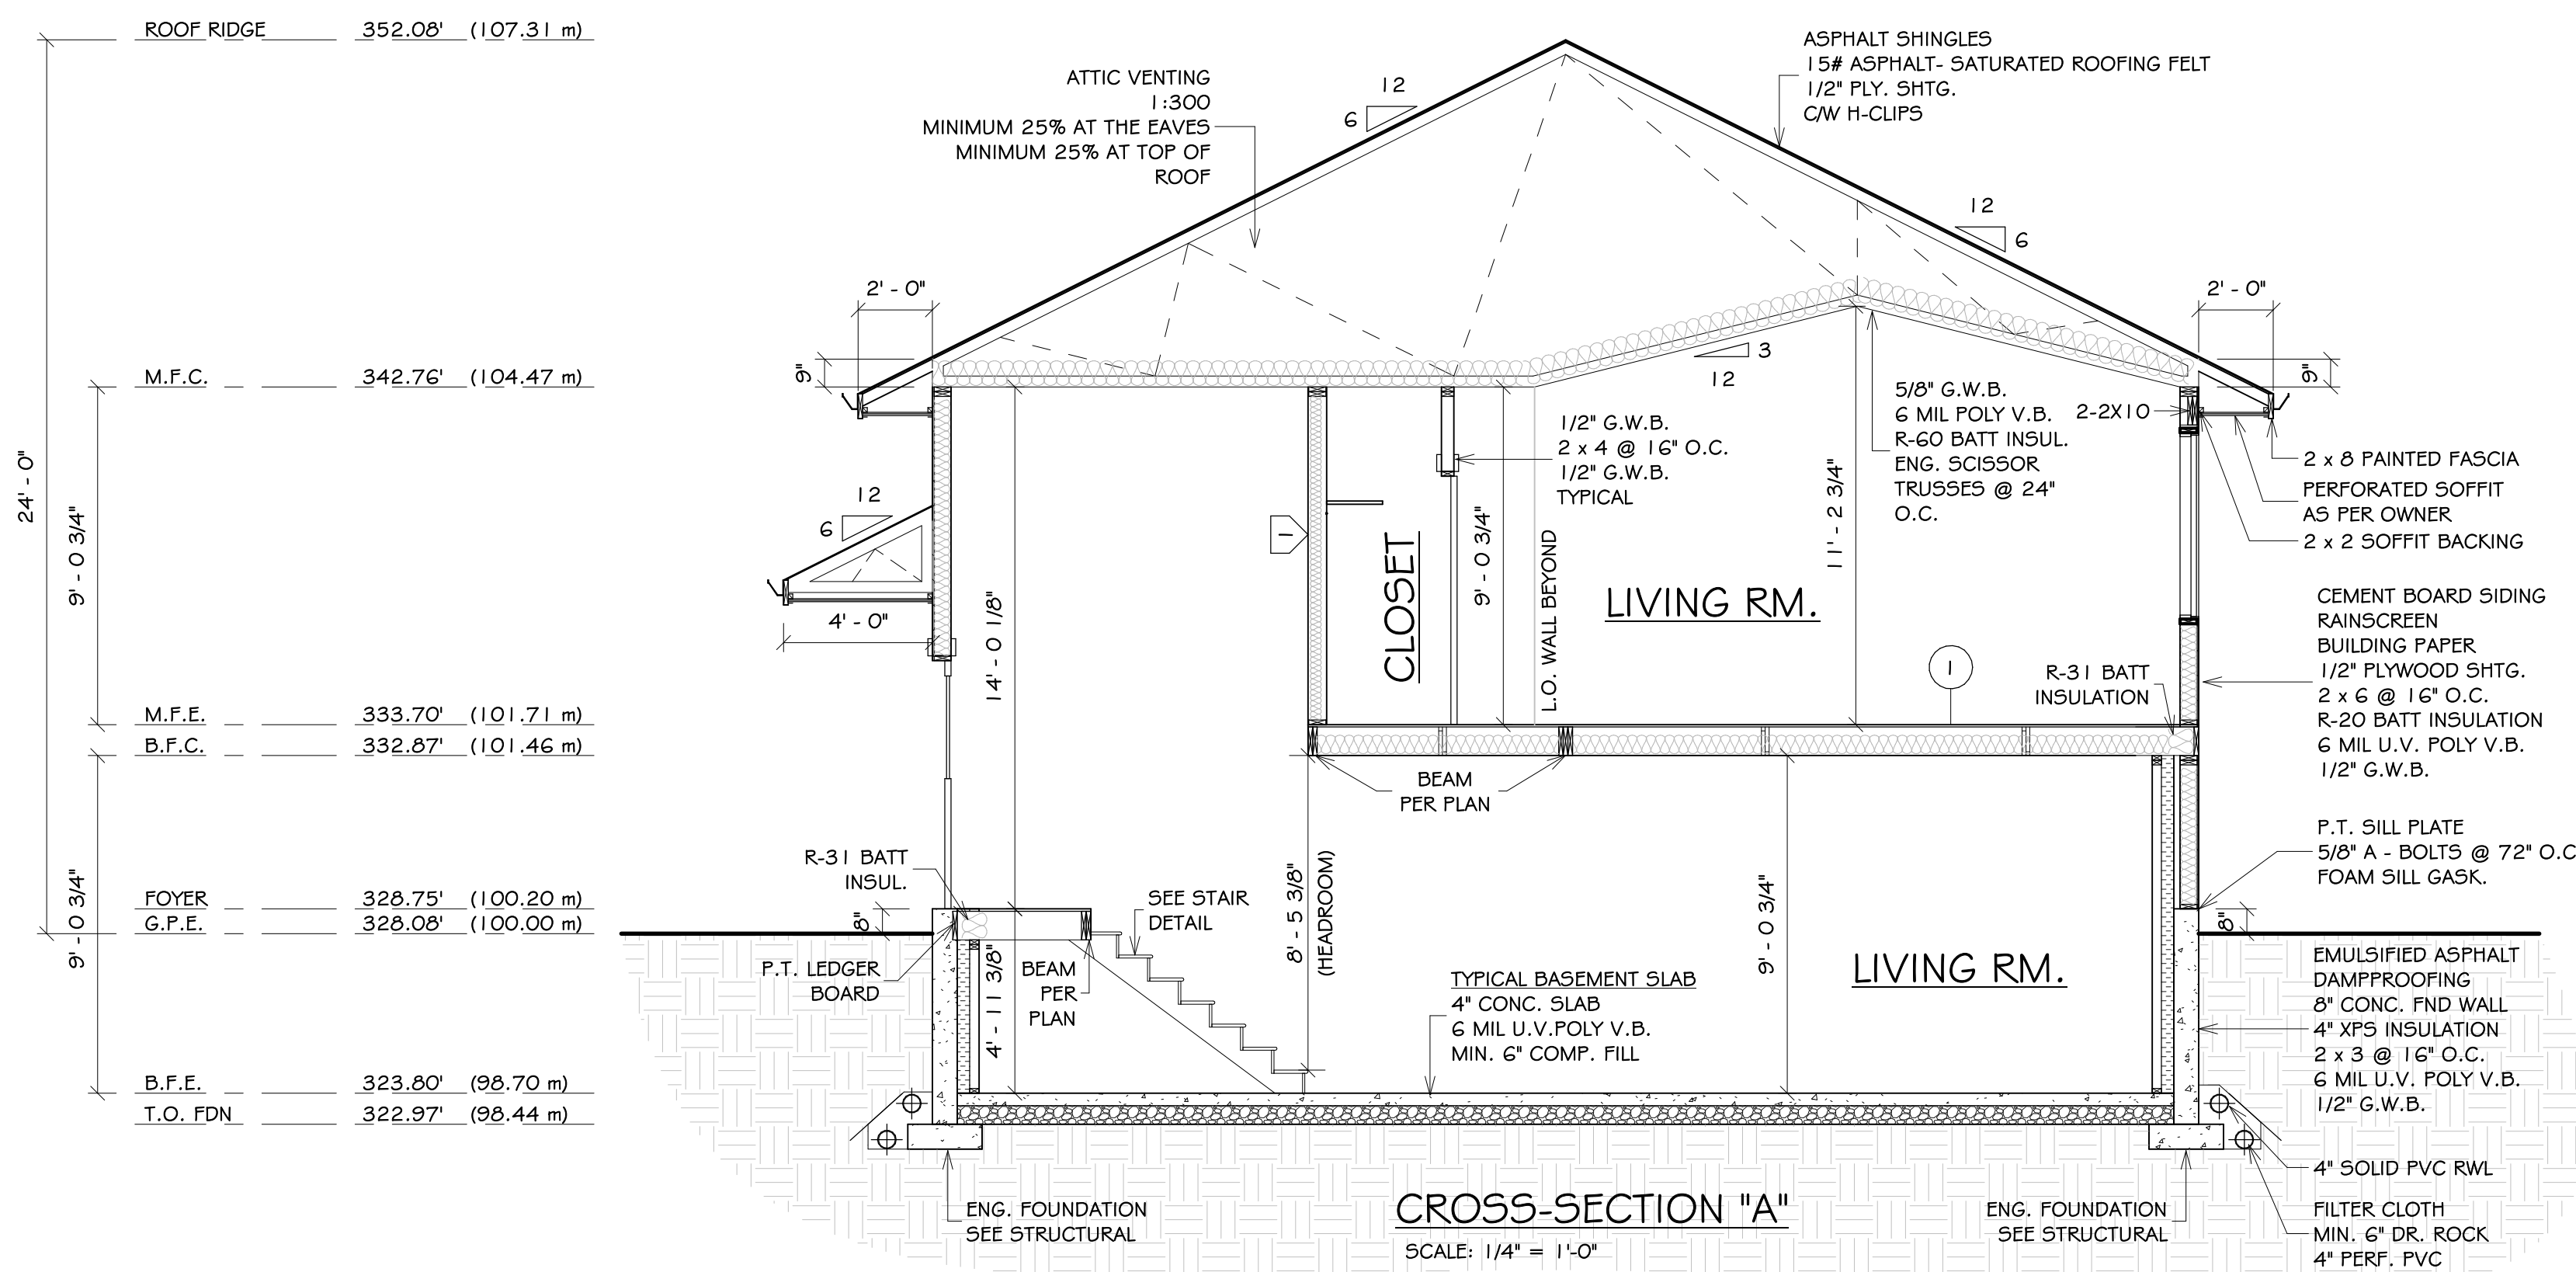 ROOF RIDGE 352.08' (107.31 m)
M.F.C. 342.76' (104.47 m)
M.F.E. 333.70' (101.71 m)
B.F.C. 332.87' (101.46 m)
FOYER 328.75' (100.20 m)
G.P.E. 328.08' (100.00 m)
B.F.E. 323.80' (98.70 m)
T.O. FDN 322.97' (98.44 m)
24' - 0"
9' - 0 3/4"
9' - 0 3/4"
ATTIC VENTING
1:300
MINIMUM 25% AT THE EAVES
MINIMUM 25% AT TOP OF
ROOF
12
6
ASPHALT SHINGLES
15# ASPHALT- SATURATED ROOFING FELT
1/2" PLY. SHTG.
C/W H-CLIPS
12
6
2' - 0"
9"
2' - 0"
9"
3
12
12
6
4' - 0"
14' - 0 1/8"
1
CLOSET
9' - 0 3/4"
1/2" G.W.B.
2 x 4 @ 16" O.C.
1/2" G.W.B.
TYPICAL
L.O. WALL BEYOND
LIVING RM.
11' - 2 3/4"
5/8" G.W.B.
6 MIL POLY V.B.
R-60 BATT INSUL.
ENG. SCISSOR
TRUSSES @ 24"
O.C.
2-2X10
2 x 8 PAINTED FASCIA
PERFORATED SOFFIT
AS PER OWNER
2 x 2 SOFFIT BACKING
1
R-31 BATT
INSULATION
CEMENT BOARD SIDING
RAINSCREEN
BUILDING PAPER
1/2" PLYWOOD SHTG.
2 x 6 @ 16" O.C.
R-20 BATT INSULATION
6 MIL U.V. POLY V.B.
1/2" G.W.B.
BEAM
PER PLAN
P.T. SILL PLATE
5/8" A - BOLTS @ 72" O.C
FOAM SILL GASK.
R-31 BATT
INSUL.
8"
P.T. LEDGER
BOARD
4' - 11 3/8"
BEAM
PER
PLAN
SEE STAIR
DETAIL
8' - 5 3/8"
(HEADROOM)
TYPICAL BASEMENT SLAB
4" CONC. SLAB
6 MIL U.V.POLY V.B.
MIN. 6" COMP. FILL
9' - 0 3/4"
LIVING RM.
8"
EMULSIFIED ASPHALT
DAMPPROOFING
8" CONC. FND WALL
4" XPS INSULATION
2 x 3 @ 16" O.C.
6 MIL U.V. POLY V.B.
1/2" G.W.B.
4" SOLID PVC RWL
FILTER CLOTH
MIN. 6" DR. ROCK
4" PERF. PVC
ENG. FOUNDATION
SEE STRUCTURAL
ENG. FOUNDATION
SEE STRUCTURAL
CROSS-SECTION "A"
SCALE: 1/4" = 1'-0"